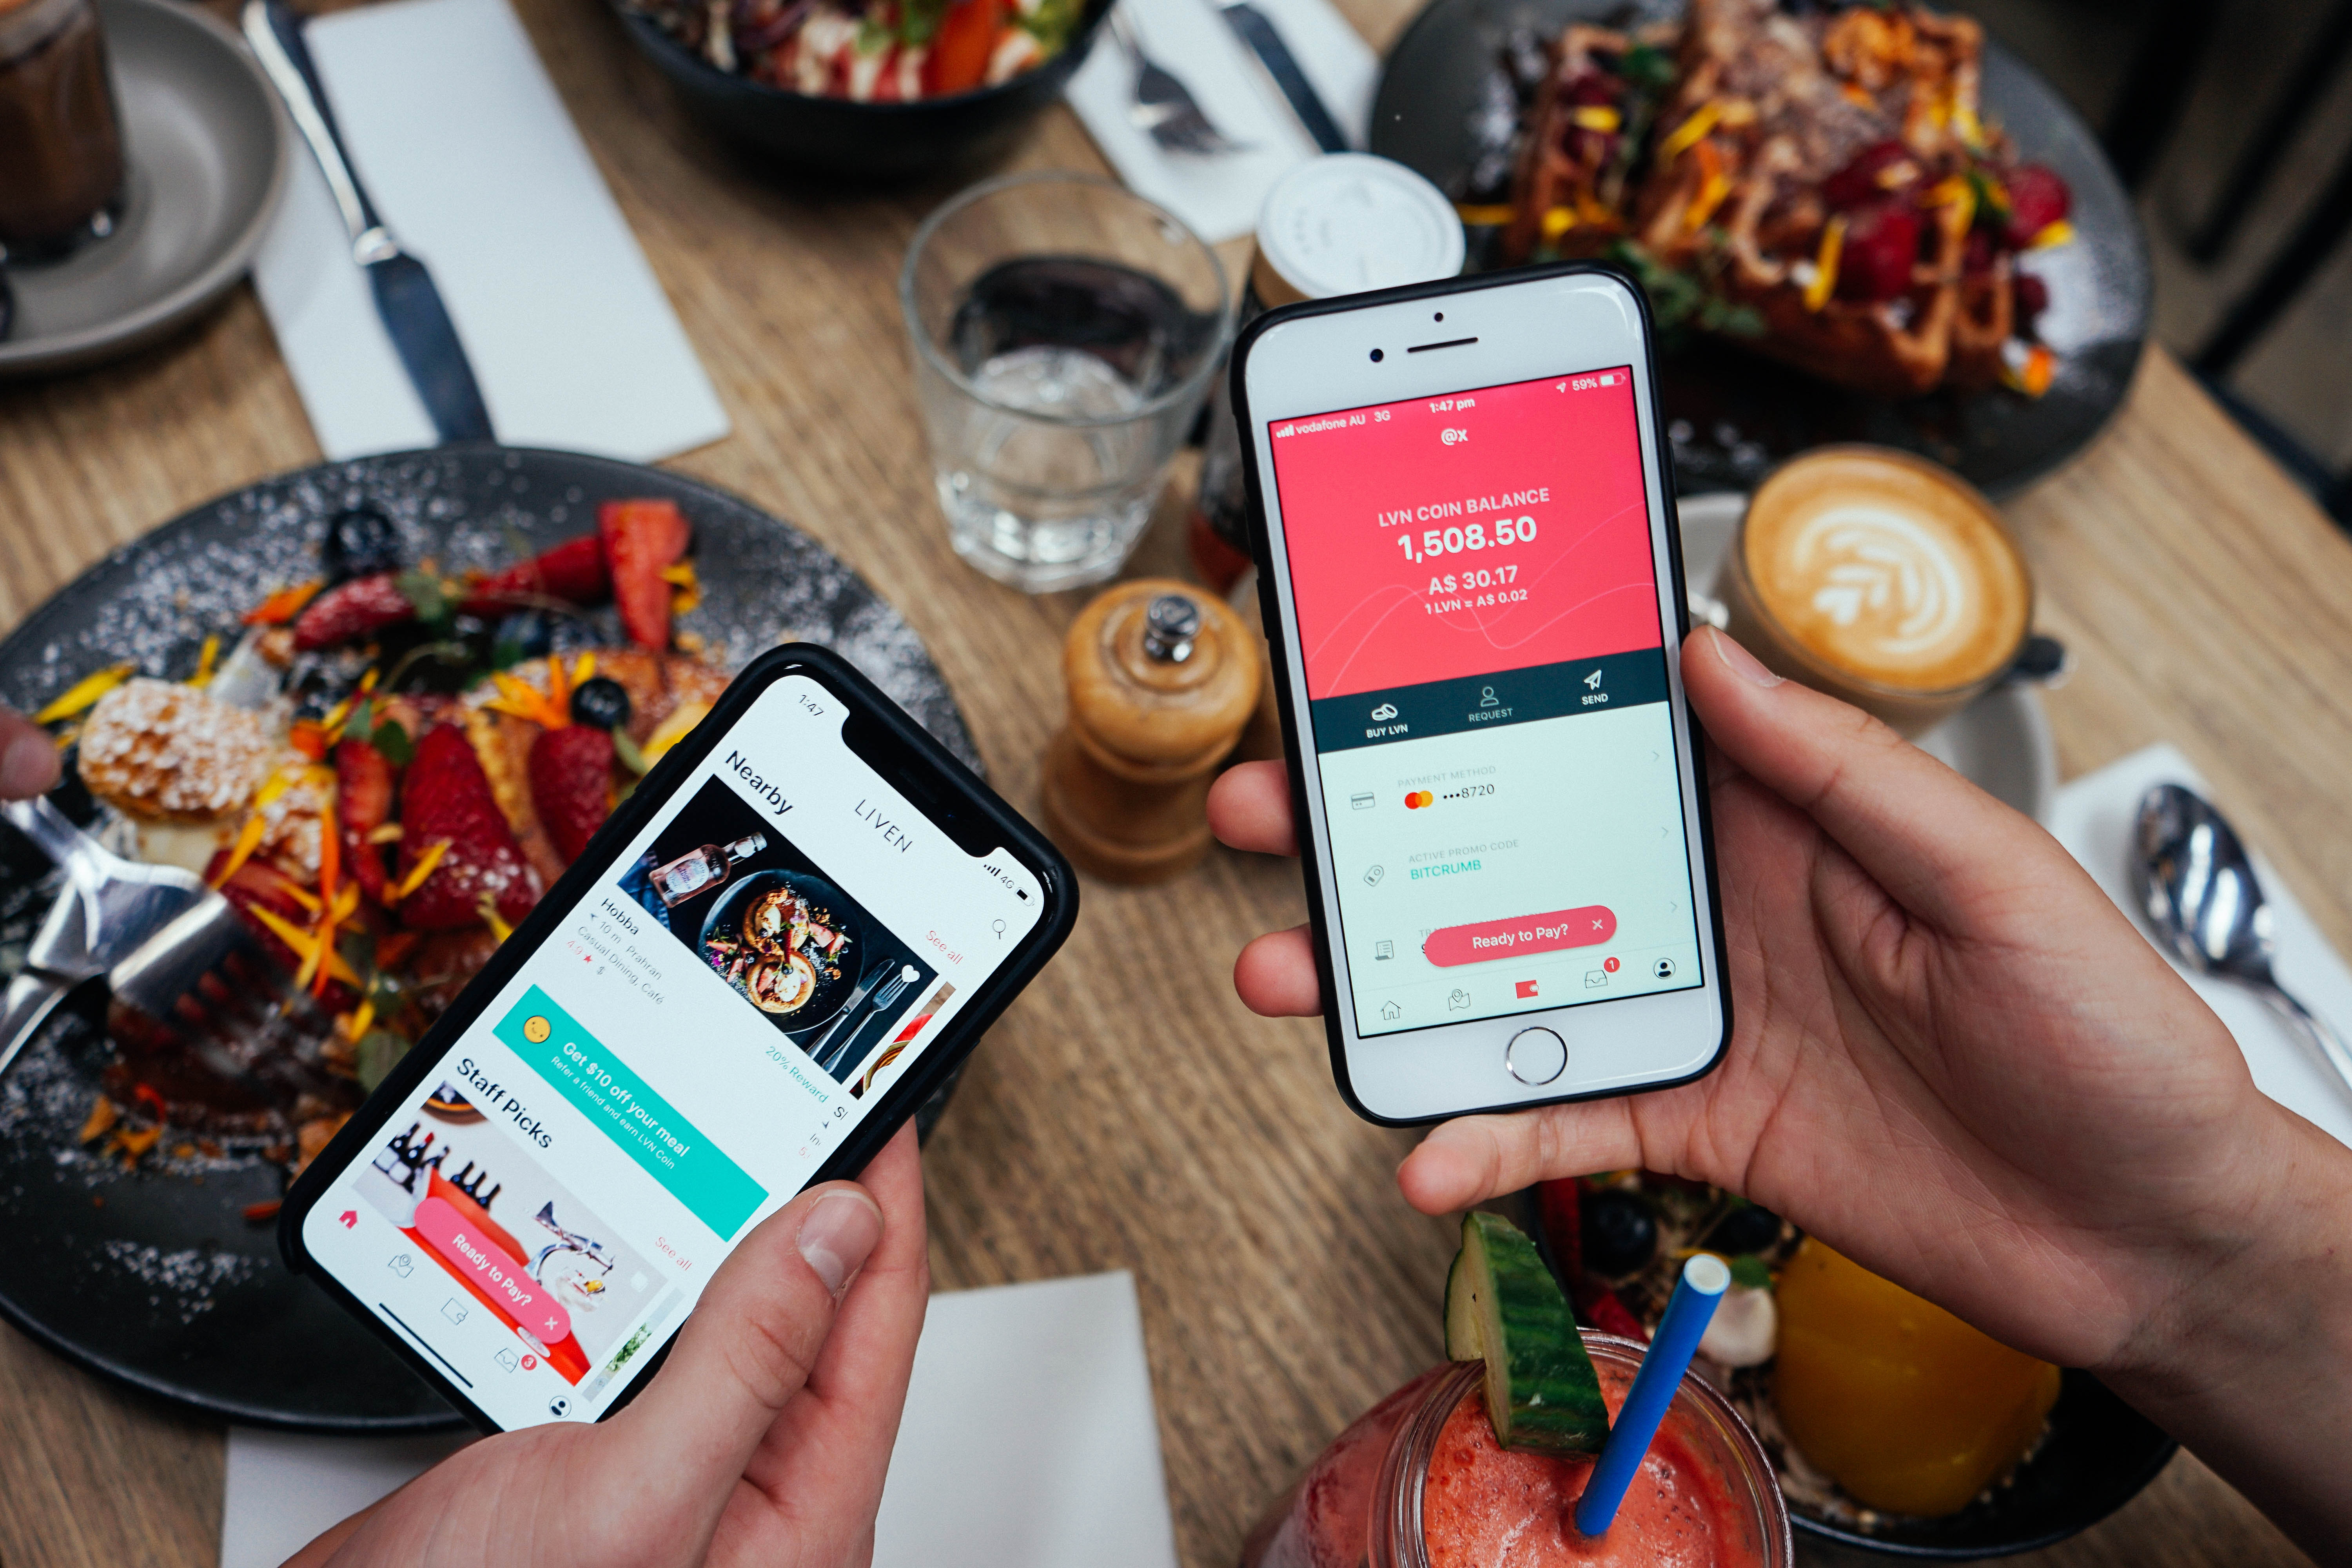 1:47
LIVEN
4G
Nearby
See all
Hobba
10 m Prahran
Casual Dining, Café
4.9 ★ $
20% Reward
Get $10 off your meal
Refer a friend and earn LVN Coin
Staff Picks
See all
Ready to Pay? ×
3
vodafone AU 3G
1:47 pm
59%
@x
LVN COIN BALANCE
1,508.50
A$ 30.17
1 LVN = A$ 0.02
BUY LVN
REQUEST
SEND
PAYMENT METHOD
•••8720
ACTIVE PROMO CODE
BITCRUMB
Ready to Pay? ×
1